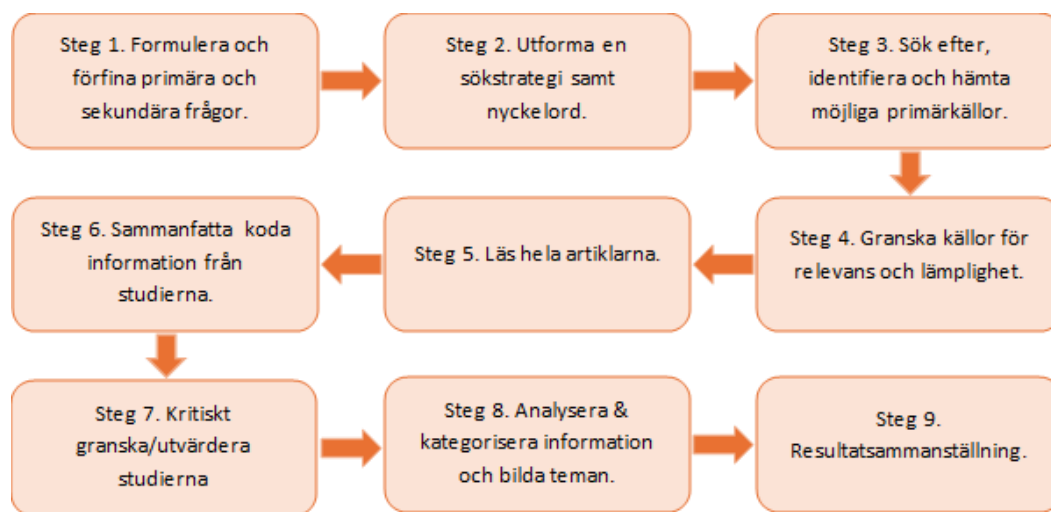 Steg 1. Formulera och
förfina primära och
sekundära frågor.
Steg 2. Utforma en
sökstrategi samt
nyckelord.
Steg 3. Sök efter,
identifiera och hämta
möjliga primärkällor.
Steg 4. Granska källor för
relevans och lämplighet.
Steg 5. Läs hela artiklarna.
Steg 6. Sammanfatta koda
information från
studierna.
Steg 7. Kritiskt
granska/utvärdera
studierna
Steg 8. Analysera &
kategorisera information
och bilda teman.
Steg 9.
Resultatsammanställning.